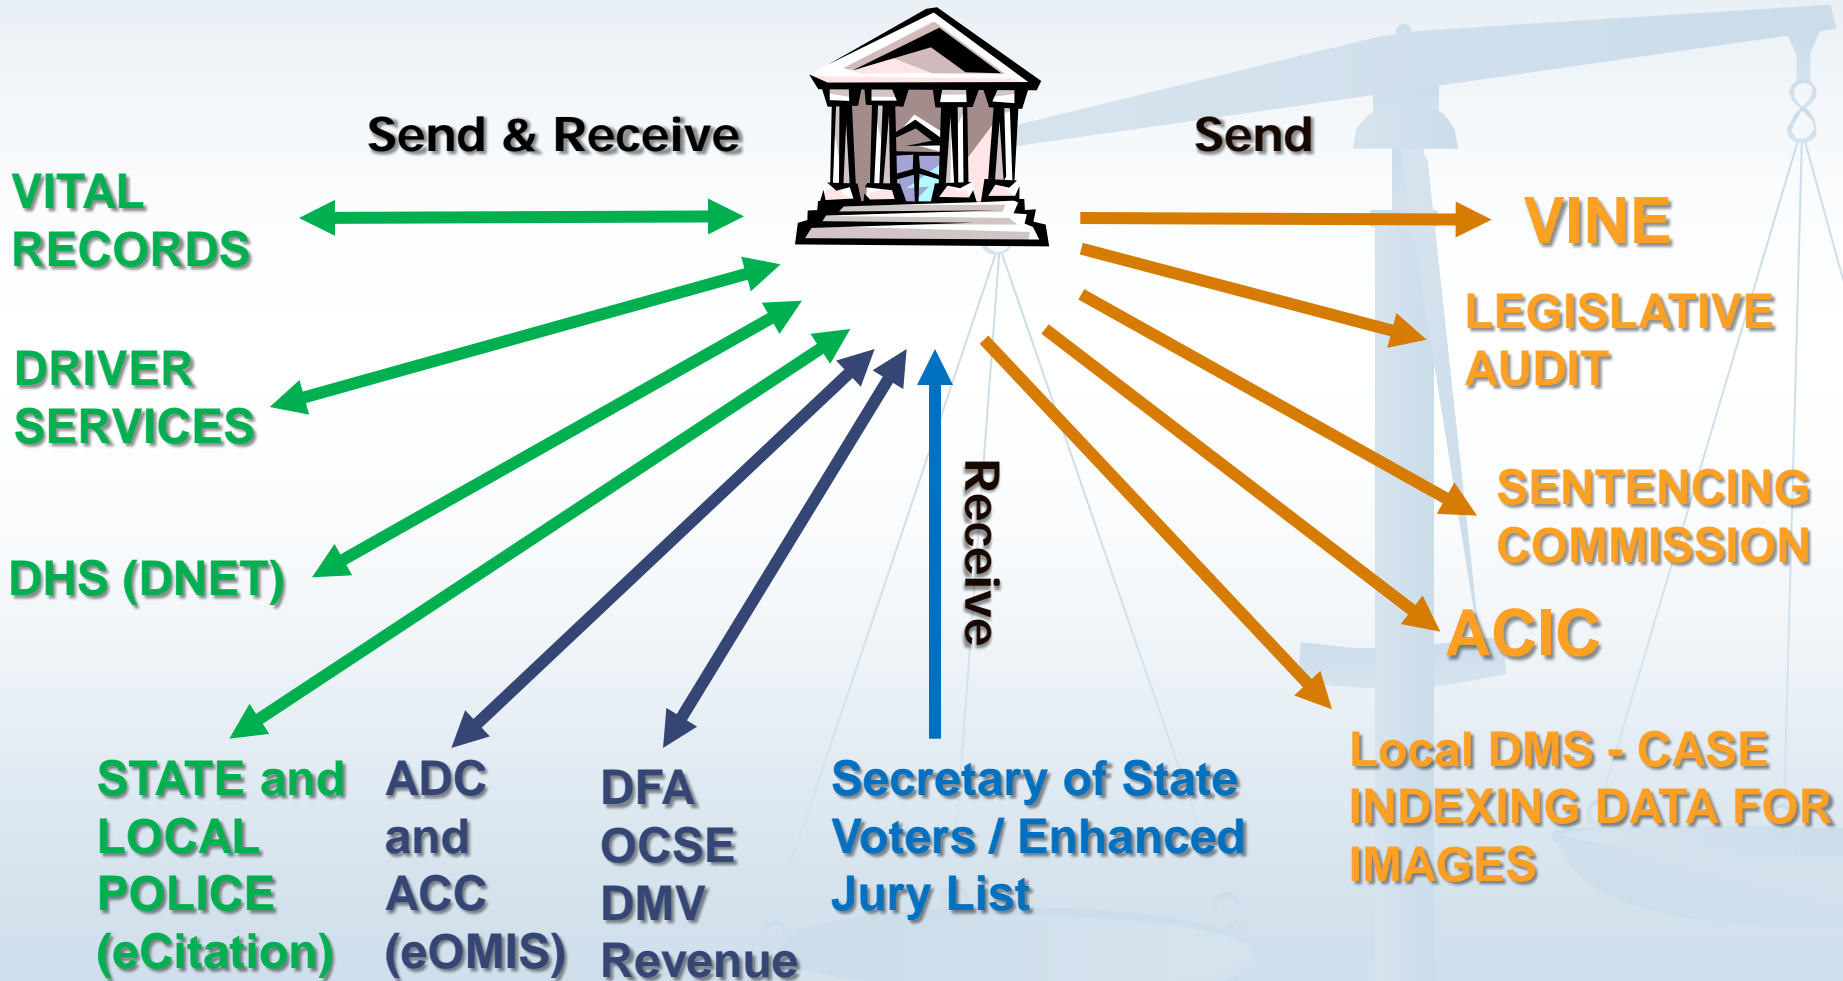 Send & Receive
Send
VITAL
RECORDS
VINE
LEGISLATIVE
AUDIT
DRIVER
SERVICES
Receive
SENTENCING
COMMISSION
DHS (DNET)
ACIC
STATE and
LOCAL
POLICE
(eCitation)
ADC
and
ACC
(eOMIS)
DFA
OCSE
DMV
Revenue
Secretary of State
Voters / Enhanced
Jury List
Local DMS - CASE
INDEXING DATA FOR
IMAGES